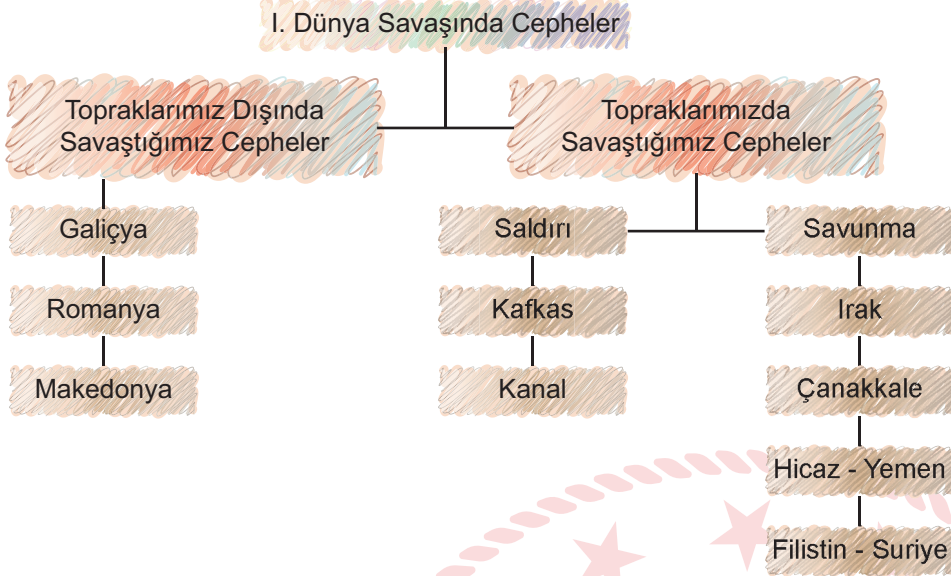 I. Dünya Savaşında Cepheler
Topraklarımız Dışında
Savaştığımız Cepheler
Topraklarımızda
Savaştığımız Cepheler
Galiçya
Romanya
Makedonya
Saldırı
Kafkas
Kanal
Savunma
Irak
Çanakkale
Hicaz - Yemen
Filistin - Suriye